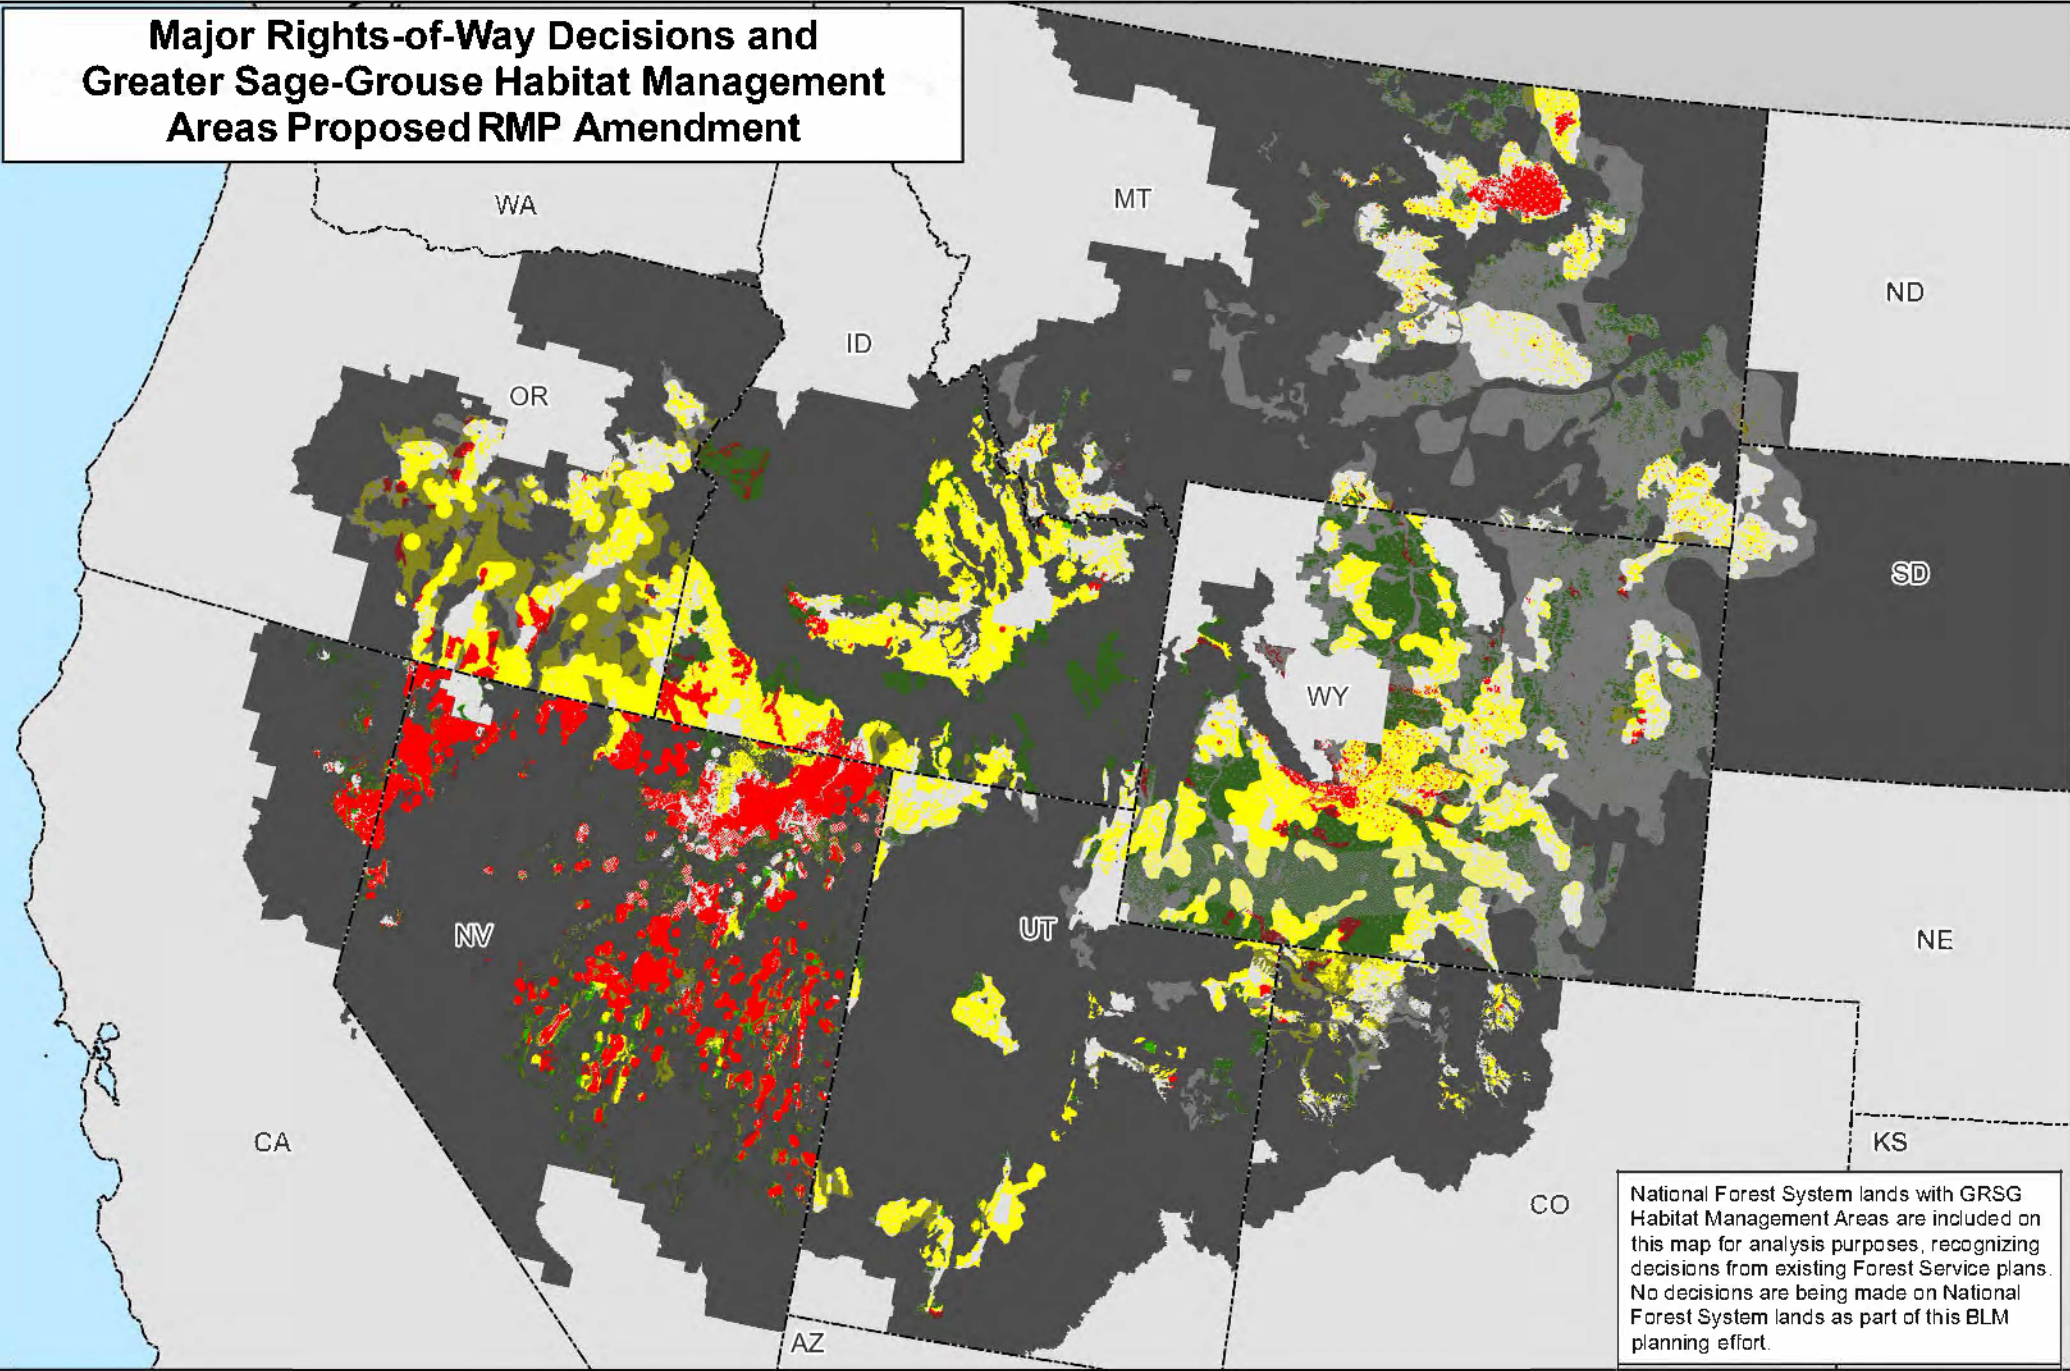 Major Rights-of-Way Decisions and
Greater Sage-Grouse Habitat Management
Areas Proposed RMP Amendment
WA
MT
ND
ID
OR
SD
WY
NV
UT
NE
CA
KS
CO
AZ
National Forest System lands with GRSG
Habitat Management Areas are included on
this map for analysis purposes, recognizing
decisions from existing Forest Service plans.
No decisions are being made on National
Forest System lands as part of this BLM
planning effort.